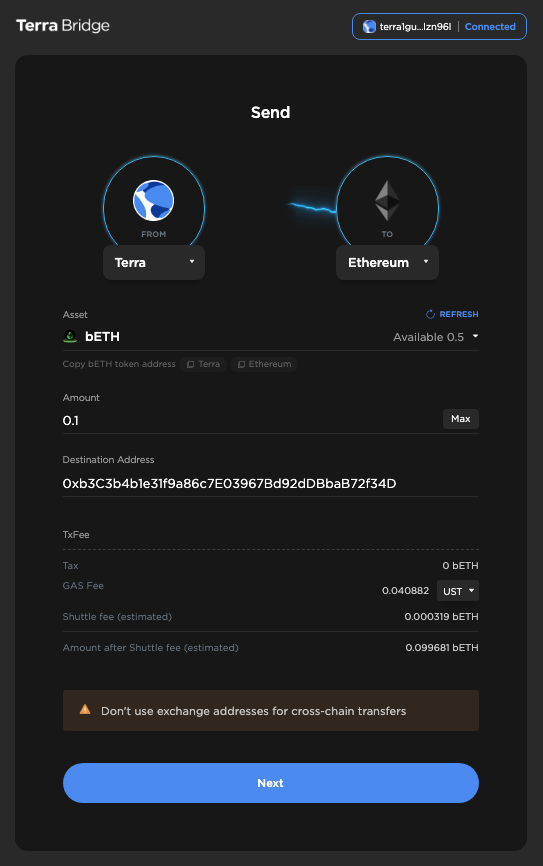 Terra Bridge
terra1gu...lzn96l | Connected
Send
FROM
TO
Terra
Ethereum
Asset
REFRESH
bETH
Available 0.5
Copy bETH token address
Terra
Ethereum
Amount
0.1
Max
Destination Address
0xb3C3b4b1e31f9a86c7E03967Bd92dDBbaB72f34D
TxFee
Tax
0 bETH
GAS Fee
0.040882
UST
Shuttle fee (estimated)
0.000319 bETH
Amount after Shuttle fee (estimated)
0.099681 bETH
Don't use exchange addresses for cross-chain transfers
Next